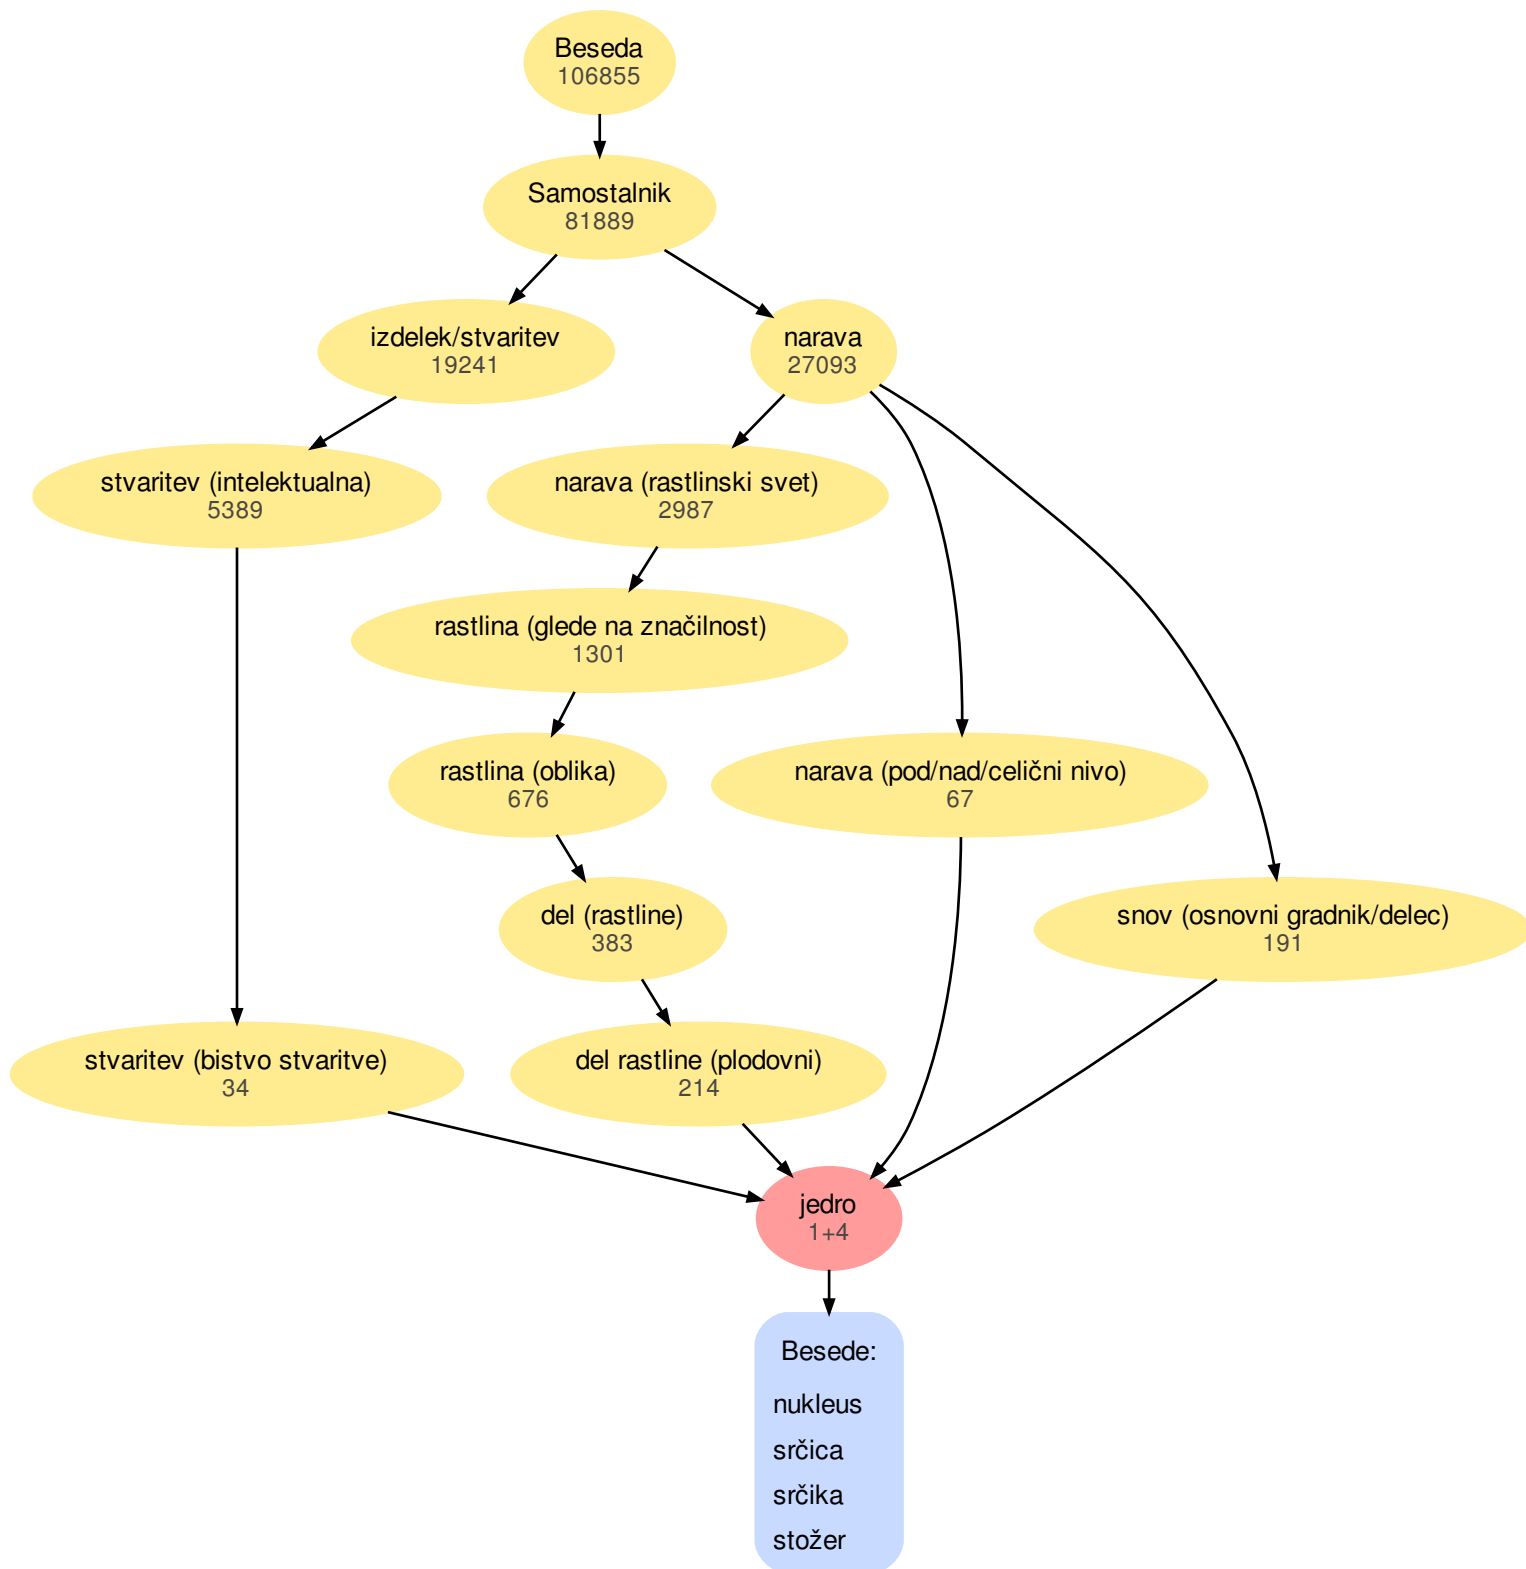 Beseda
106855
Samostalnik
81889
izdelek/stvaritev
19241
narava
27093
stvaritev (intelektualna)
5389
narava (rastlinski svet)
2987
rastlina (glede na značilnost)
1301
rastlina (oblika)
676
narava (pod/nad/celični nivo)
67
del (rastline)
383
snov (osnovni gradnik/delec)
191
stvaritev (bistvo stvaritve)
34
del rastline (plodovni)
214
jedro
1+4
Besede:
nukleus
srčica
srčika
stožer